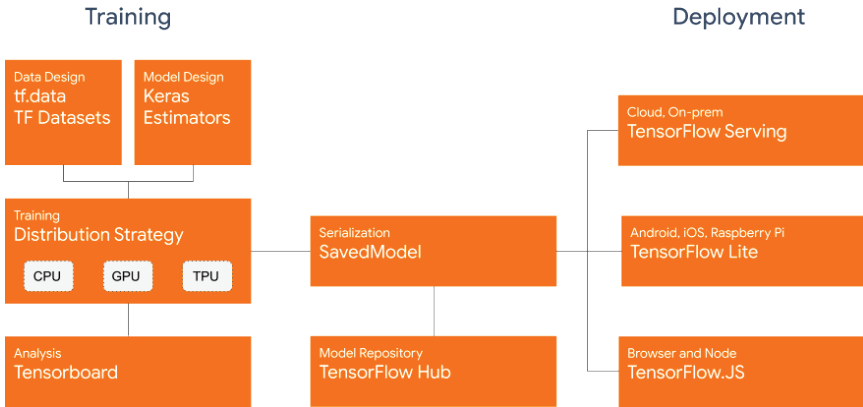 Training
Deployment
Data Design
tf.data
TF Datasets
Model Design
Keras
Estimators
Training
Distribution Strategy
CPU
GPU
TPU
Analysis
Tensorboard
Serialization
SavedModel
Model Repository
TensorFlow Hub
Cloud, On-prem
TensorFlow Serving
Android, iOS, Raspberry Pi
TensorFlow Lite
Browser and Node
TensorFlow.JS